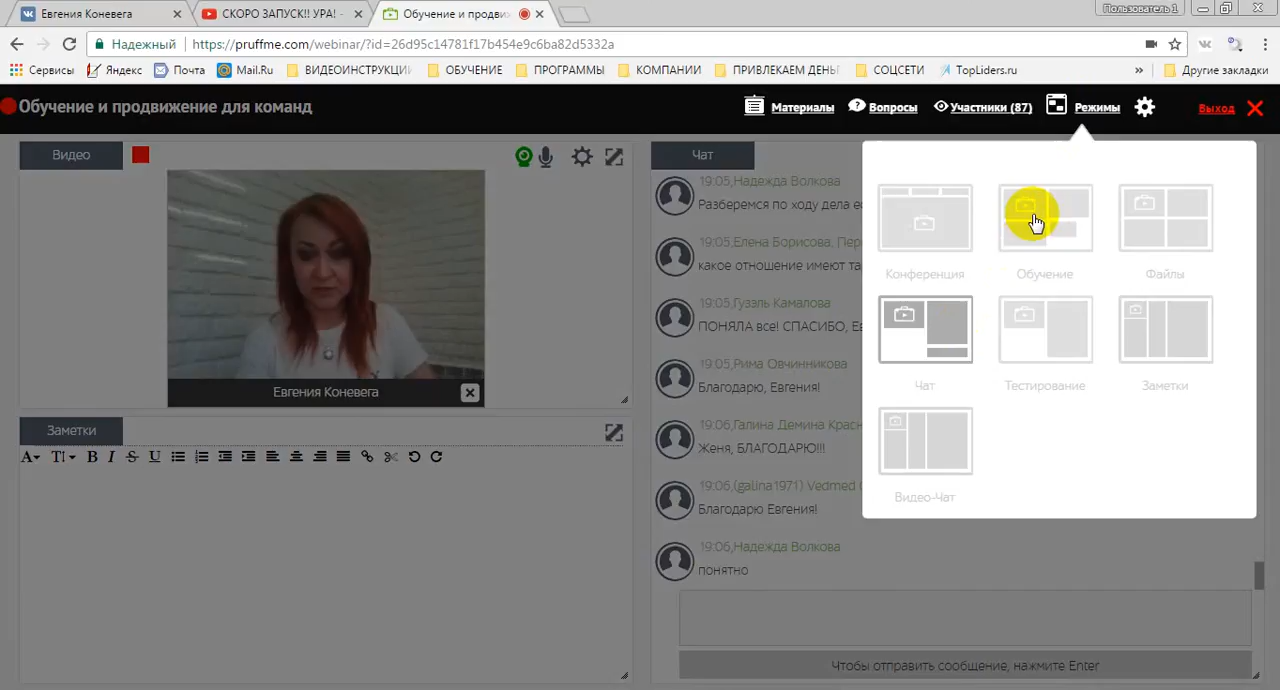 Евгения Коневега
СКОРО ЗАПУСК!! УРА! -
Обучение и продви
Пользователь 1
Надежный
https://pruffme.com/webinar/?id=26d95c14781f17b454e9c6ba82d5332a
Сервисы
Яндекс
Почта
Mail.Ru
ВИДЕОИНСТРУКЦИ
ОБУЧЕНИЕ
ПРОГРАММЫ
КОМПАНИИ
ПРИВЛЕКАЕМ ДЕНЬ
СОЦСЕТИ
TopLiders.ru
»
Другие закладки
Обучение и продвижение для команд
Материалы
Вопросы
Участники (87)
Режимы
Выход
Видео
Евгения Коневега
Заметки
Чат
19:05,Надежда Волкова
Разберемся по ходу дела е
19:05,Елена Борисова, Пер
какое отношение имеют та
19:05,Гуззль Камалова
ПОНЯЛА все! СПАСИБО, Ев
19:05,Рима Овчинникова
Благодарю, Евгения!
19:06,Галина Демина Красн
Женя, БЛАГОДАРЮ!!!
19:06,(galina1971) Vedmed
Благодарю Евгения!
19:06,Надежда Волкова
понятно
Чтобы отправить сообщение, нажмите Enter
Конференция
Обучение
Файлы
Чат
Тестирование
Заметки
Видео-Чат